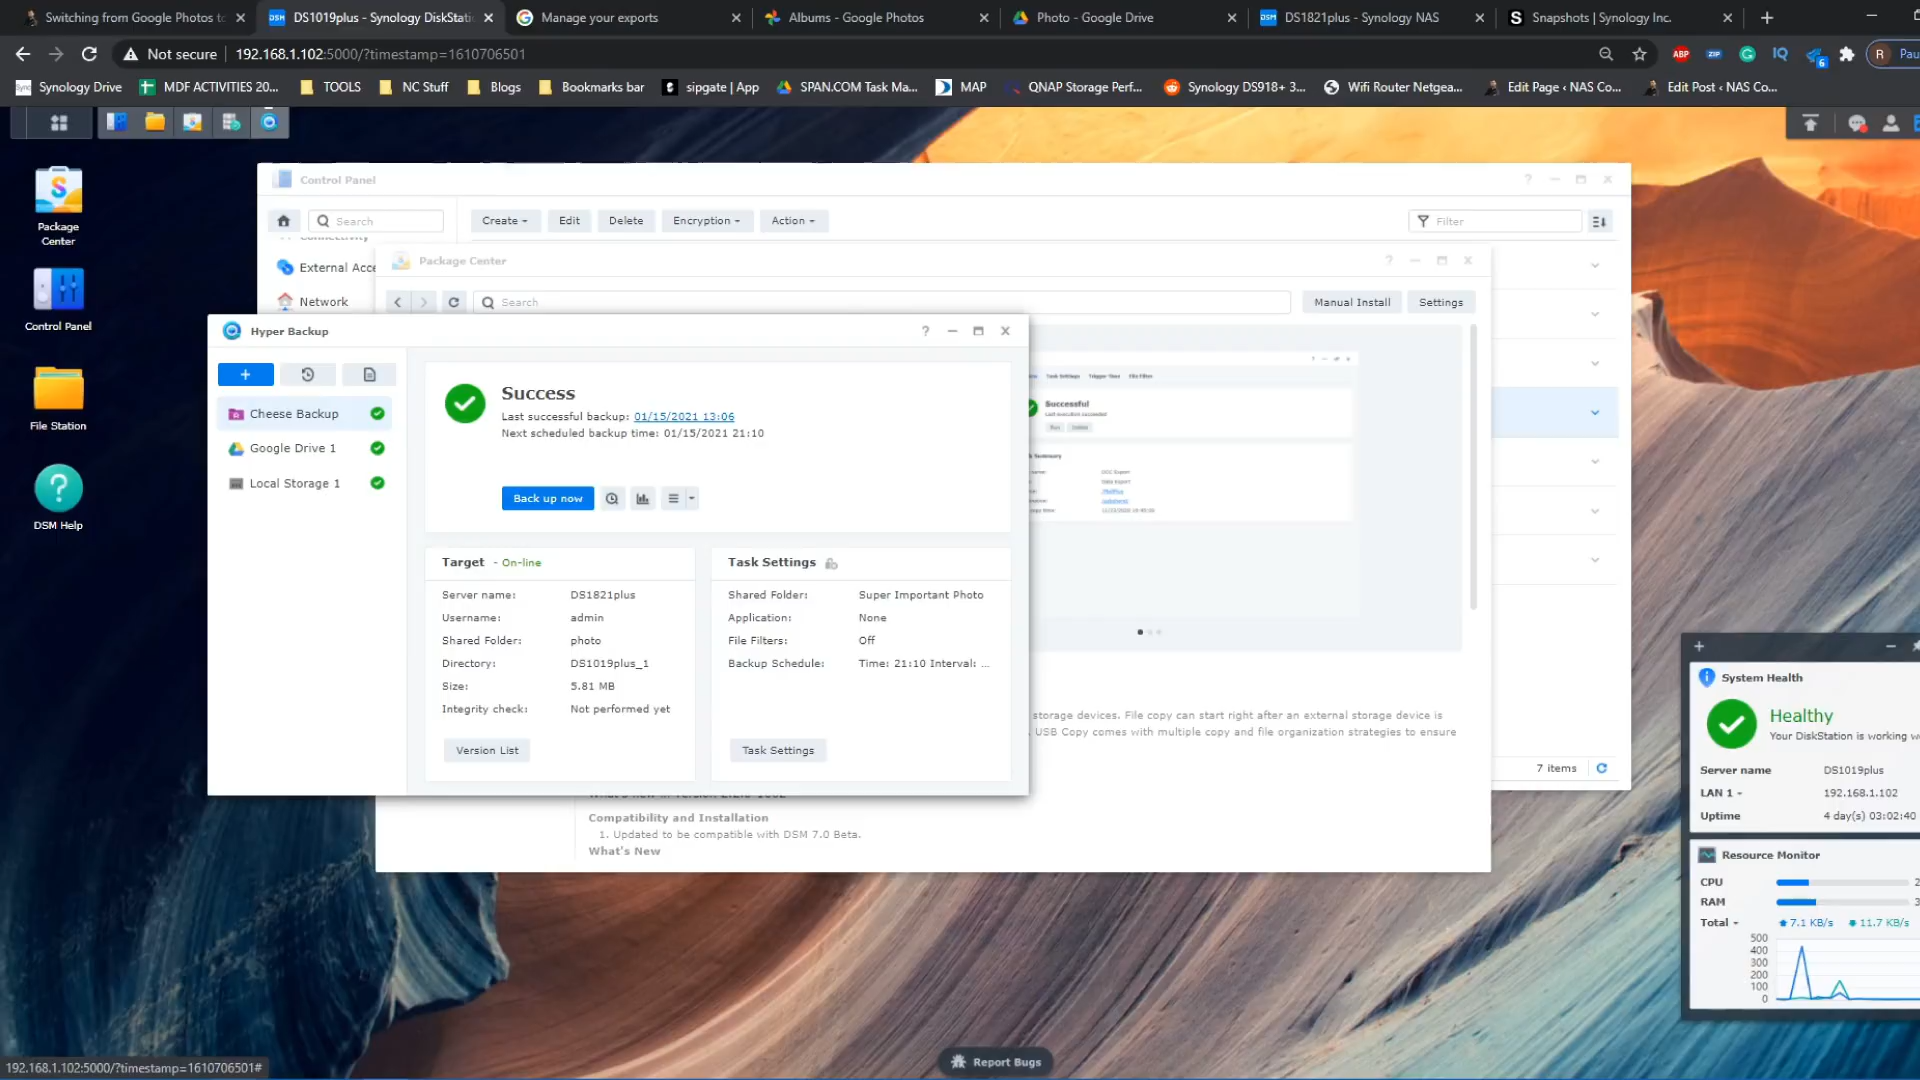 Switching from Google Photos to
DS1019plus - Synology DiskStati
Manage your exports
Albums - Google Photos
Photo - Google Drive
DS1821plus - Synology NAS
Snapshots | Synology Inc.
Not secure
192.168.1.102:5000/?timestamp=1610706501
ABP
ZIP
IQ
6
R
Pau
Synology Drive
MDF ACTIVITIES 20...
TOOLS
NC Stuff
Blogs
Bookmarks bar
sipgate | App
SPAN.COM Task Ma...
MAP
QNAP Storage Perf...
Synology DS918+ 3...
Wifi Router Netgea...
Edit Page ‹ NAS Co...
Edit Post ‹ NAS Co...
Package
Center
Control Panel
File Station
DSM Help
Control Panel
Search
Create
Edit
Delete
Encryption
Action
Filter
Connectivity
External Acce
Network
7 items
Package Center
Search
Manual Install
Settings
Task Settings
File Filter
Successful
storage devices. File copy can start right after an external storage device is
USB Copy comes with multiple copy and file organization strategies to ensure
Compatibility and Installation
1. Updated to be compatible with DSM 7.0 Beta.
What's New
Hyper Backup
Cheese Backup
Google Drive 1
Local Storage 1
Success
Last successful backup: 01/15/2021 13:06
Next scheduled backup time: 01/15/2021 21:10
Back up now
Target - On-line
Server name: DS1821plus
Username: admin
Shared Folder: photo
Directory: DS1019plus_1
Size: 5.81 MB
Integrity check: Not performed yet
Version List
Task Settings
Shared Folder: Super Important Photo
Application: None
File Filters: Off
Backup Schedule: Time: 21:10 Interval: ...
Task Settings
System Health
Healthy
Your DiskStation is working w
Server name DS1019plus
LAN 1 192.168.1.102
Uptime 4 day(s) 03:02:40
Resource Monitor
CPU
RAM
Total 7.1 KB/s 11.7 KB/s
500
400
300
200
100
0
192.168.1.102:5000/?timestamp=1610706501#
Report Bugs